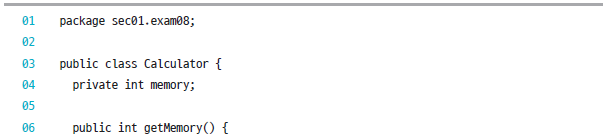 01 package sec01.exam08;
02
03 public class Calculator {
04 private int memory;
05
06 public int getMemory() {